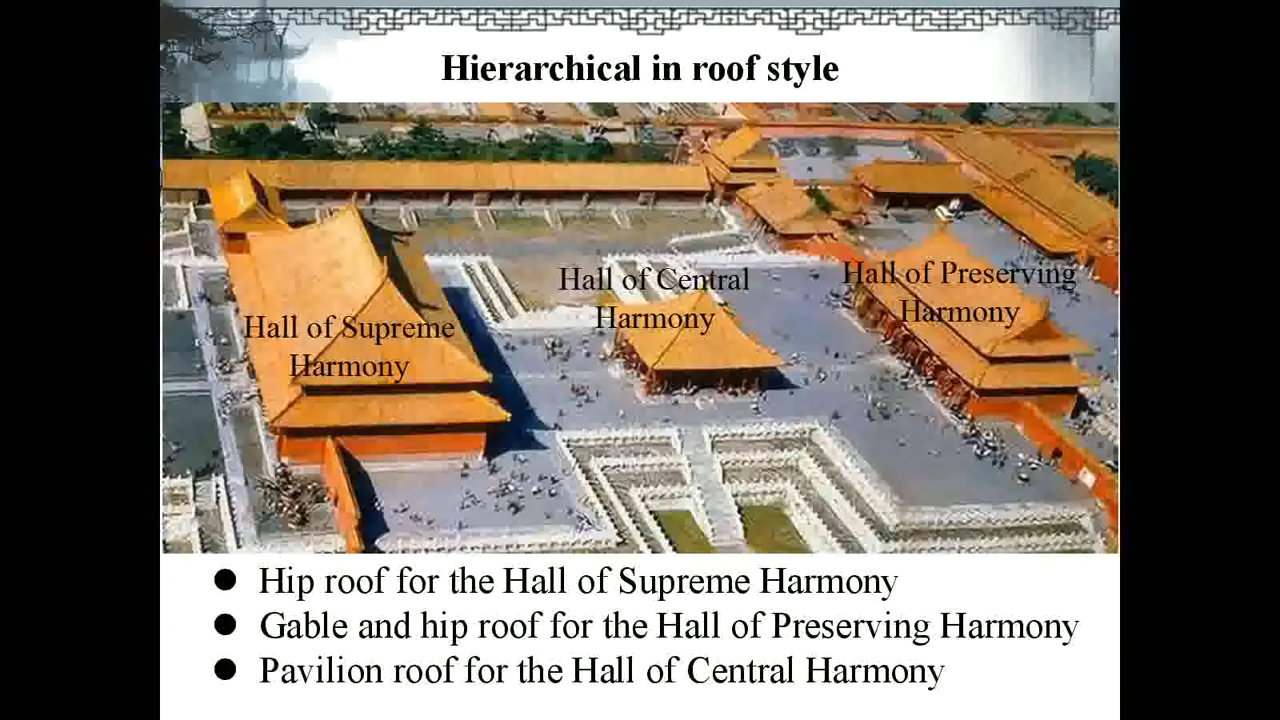 Hierarchical in roof style
Hall of Supreme
Harmony
Hall of Central
Harmony
Hall of Preserving
Harmony
● Hip roof for the Hall of Supreme Harmony
● Gable and hip roof for the Hall of Preserving Harmony
● Pavilion roof for the Hall of Central Harmony